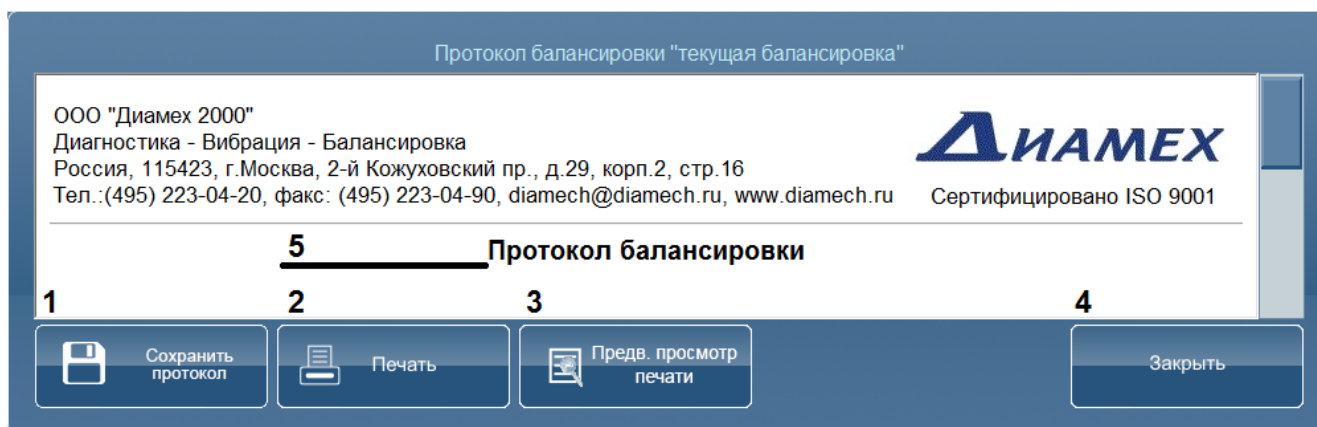 Протокол балансировки "текущая балансировка"
ООО "Диамех 2000"
Диагностика - Вибрация - Балансировка
Россия, 115423, г.Москва, 2-й Кожуховский пр., д.29, корп.2, стр.16
Тел.:(495) 223-04-20, факс: (495) 223-04-90, diamech@diamech.ru, www.diamech.ru
ДИАМЕХ
Сертифицировано ISO 9001
5 Протокол балансировки
1 2 3 4
Сохранить
протокол
Печать
Предв. просмотр
печати
Закрыть